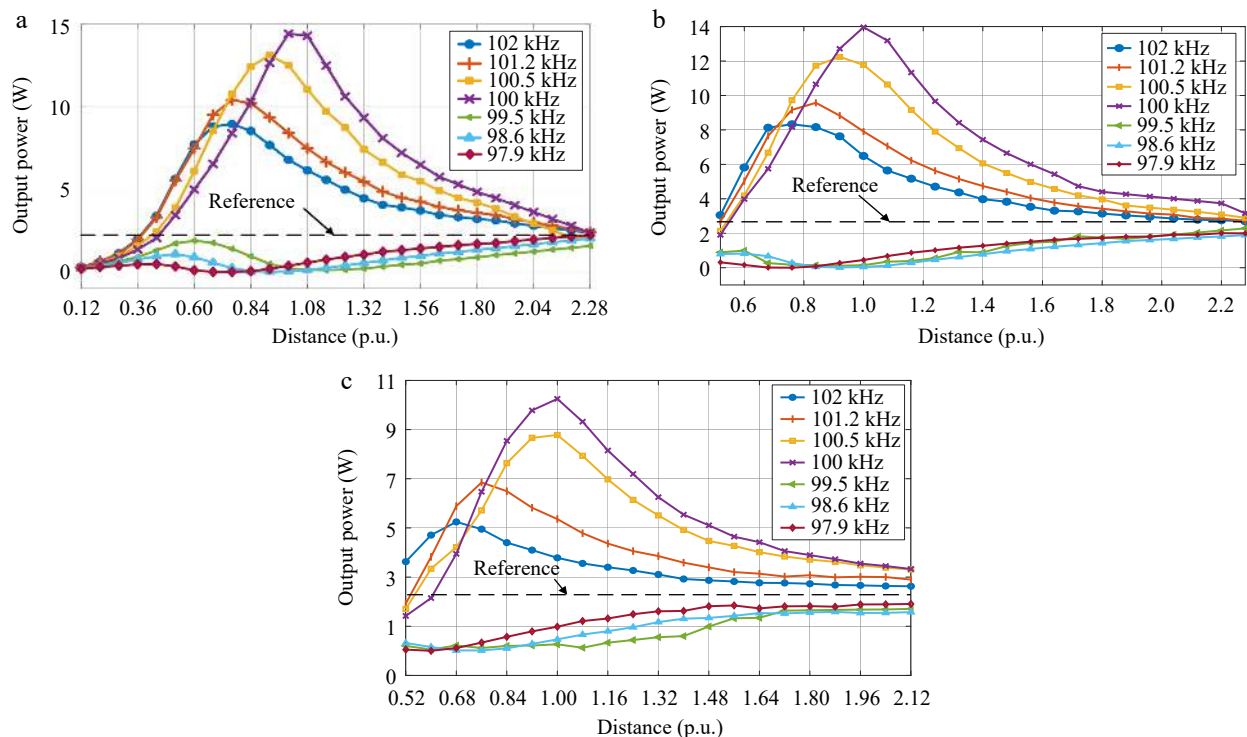 a
Output power (W)
15
10
5
0
102 kHz
101.2 kHz
100.5 kHz
100 kHz
99.5 kHz
98.6 kHz
97.9 kHz
Reference
0.12 0.36 0.60 0.84 1.08 1.32 1.56 1.80 2.04 2.28
Distance (p.u.)
b
Output power (W)
14
12
10
8
6
4
2
0
102 kHz
101.2 kHz
100.5 kHz
100 kHz
99.5 kHz
98.6 kHz
97.9 kHz
Reference
0.6 0.8 1.0 1.2 1.4 1.6 1.8 2.0 2.2
Distance (p.u.)
c
Output power (W)
11
9
7
5
3
1
0
102 kHz
101.2 kHz
100.5 kHz
100 kHz
99.5 kHz
98.6 kHz
97.9 kHz
Reference
0.52 0.68 0.84 1.00 1.16 1.32 1.48 1.64 1.80 1.96 2.12
Distance (p.u.)